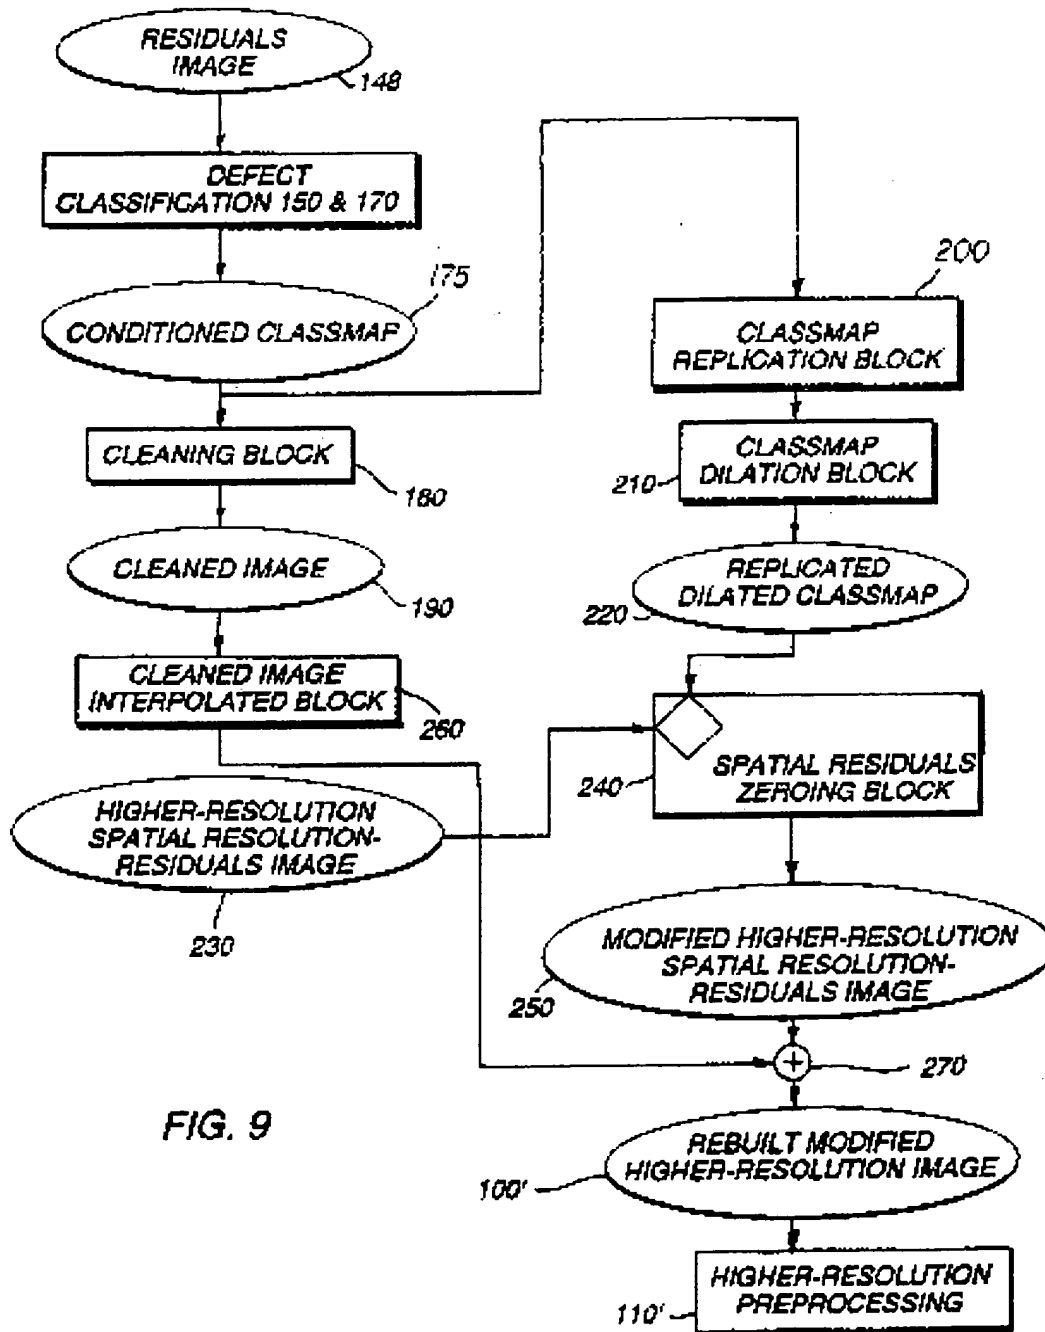 RESIDUALS
IMAGE
148
DEFECT
CLASSIFICATION 150 & 170
175
CONDITIONED CLASSMAP
CLEANING BLOCK
180
CLEANED IMAGE
190
CLEANED IMAGE
INTERPOLATED BLOCK
260
HIGHER-RESOLUTION
SPATIAL RESOLUTION-
RESIDUALS IMAGE
230
200
CLASSMAP
REPLICATION BLOCK
CLASSMAP
DILATION BLOCK
210
REPLICATED
DILATED CLASSMAP
220
SPATIAL RESIDUALS
ZEROING BLOCK
240
MODIFIED HIGHER-RESOLUTION
SPATIAL RESOLUTION-
RESIDUALS IMAGE
250
+
270
REBUILT MODIFIED
HIGHER-RESOLUTION IMAGE
100'
HIGHER-RESOLUTION
PREPROCESSING
110'
FIG. 9